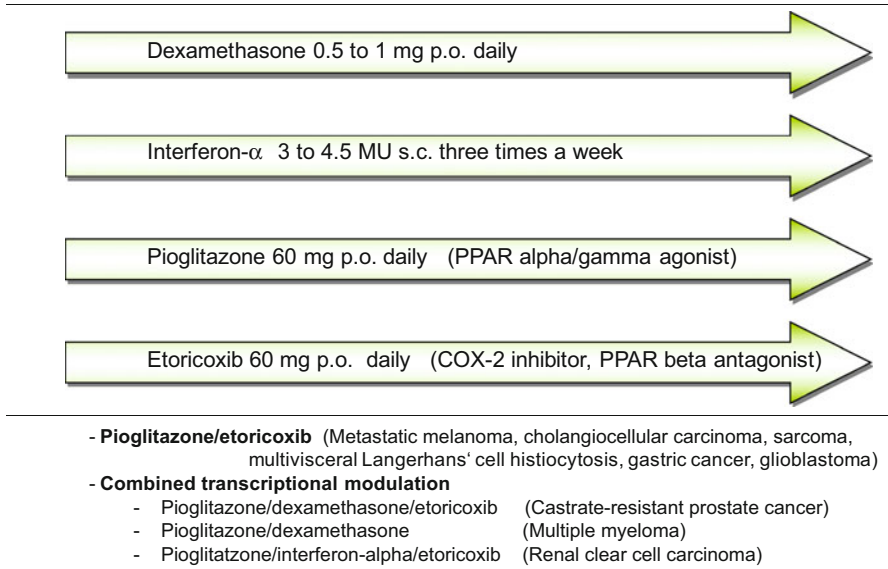 Dexamethasone 0.5 to 1 mg p.o. daily
Interferon-α 3 to 4.5 MU s.c. three times a week
Pioglitazone 60 mg p.o. daily (PPAR alpha/gamma agonist)
Etoricoxib 60 mg p.o. daily (COX-2 inhibitor, PPAR beta antagonist)
- Pioglitazone/etoricoxib (Metastatic melanoma, cholangiocellular carcinoma, sarcoma,
multivisceral Langerhans‘ cell histiocytosis, gastric cancer, glioblastoma)
- Combined transcriptional modulation
- Pioglitazone/dexamethasone/etoricoxib (Castrate-resistant prostate cancer)
- Pioglitazone/dexamethasone (Multiple myeloma)
- Pioglitatzone/interferon-alpha/etoricoxib (Renal clear cell carcinoma)